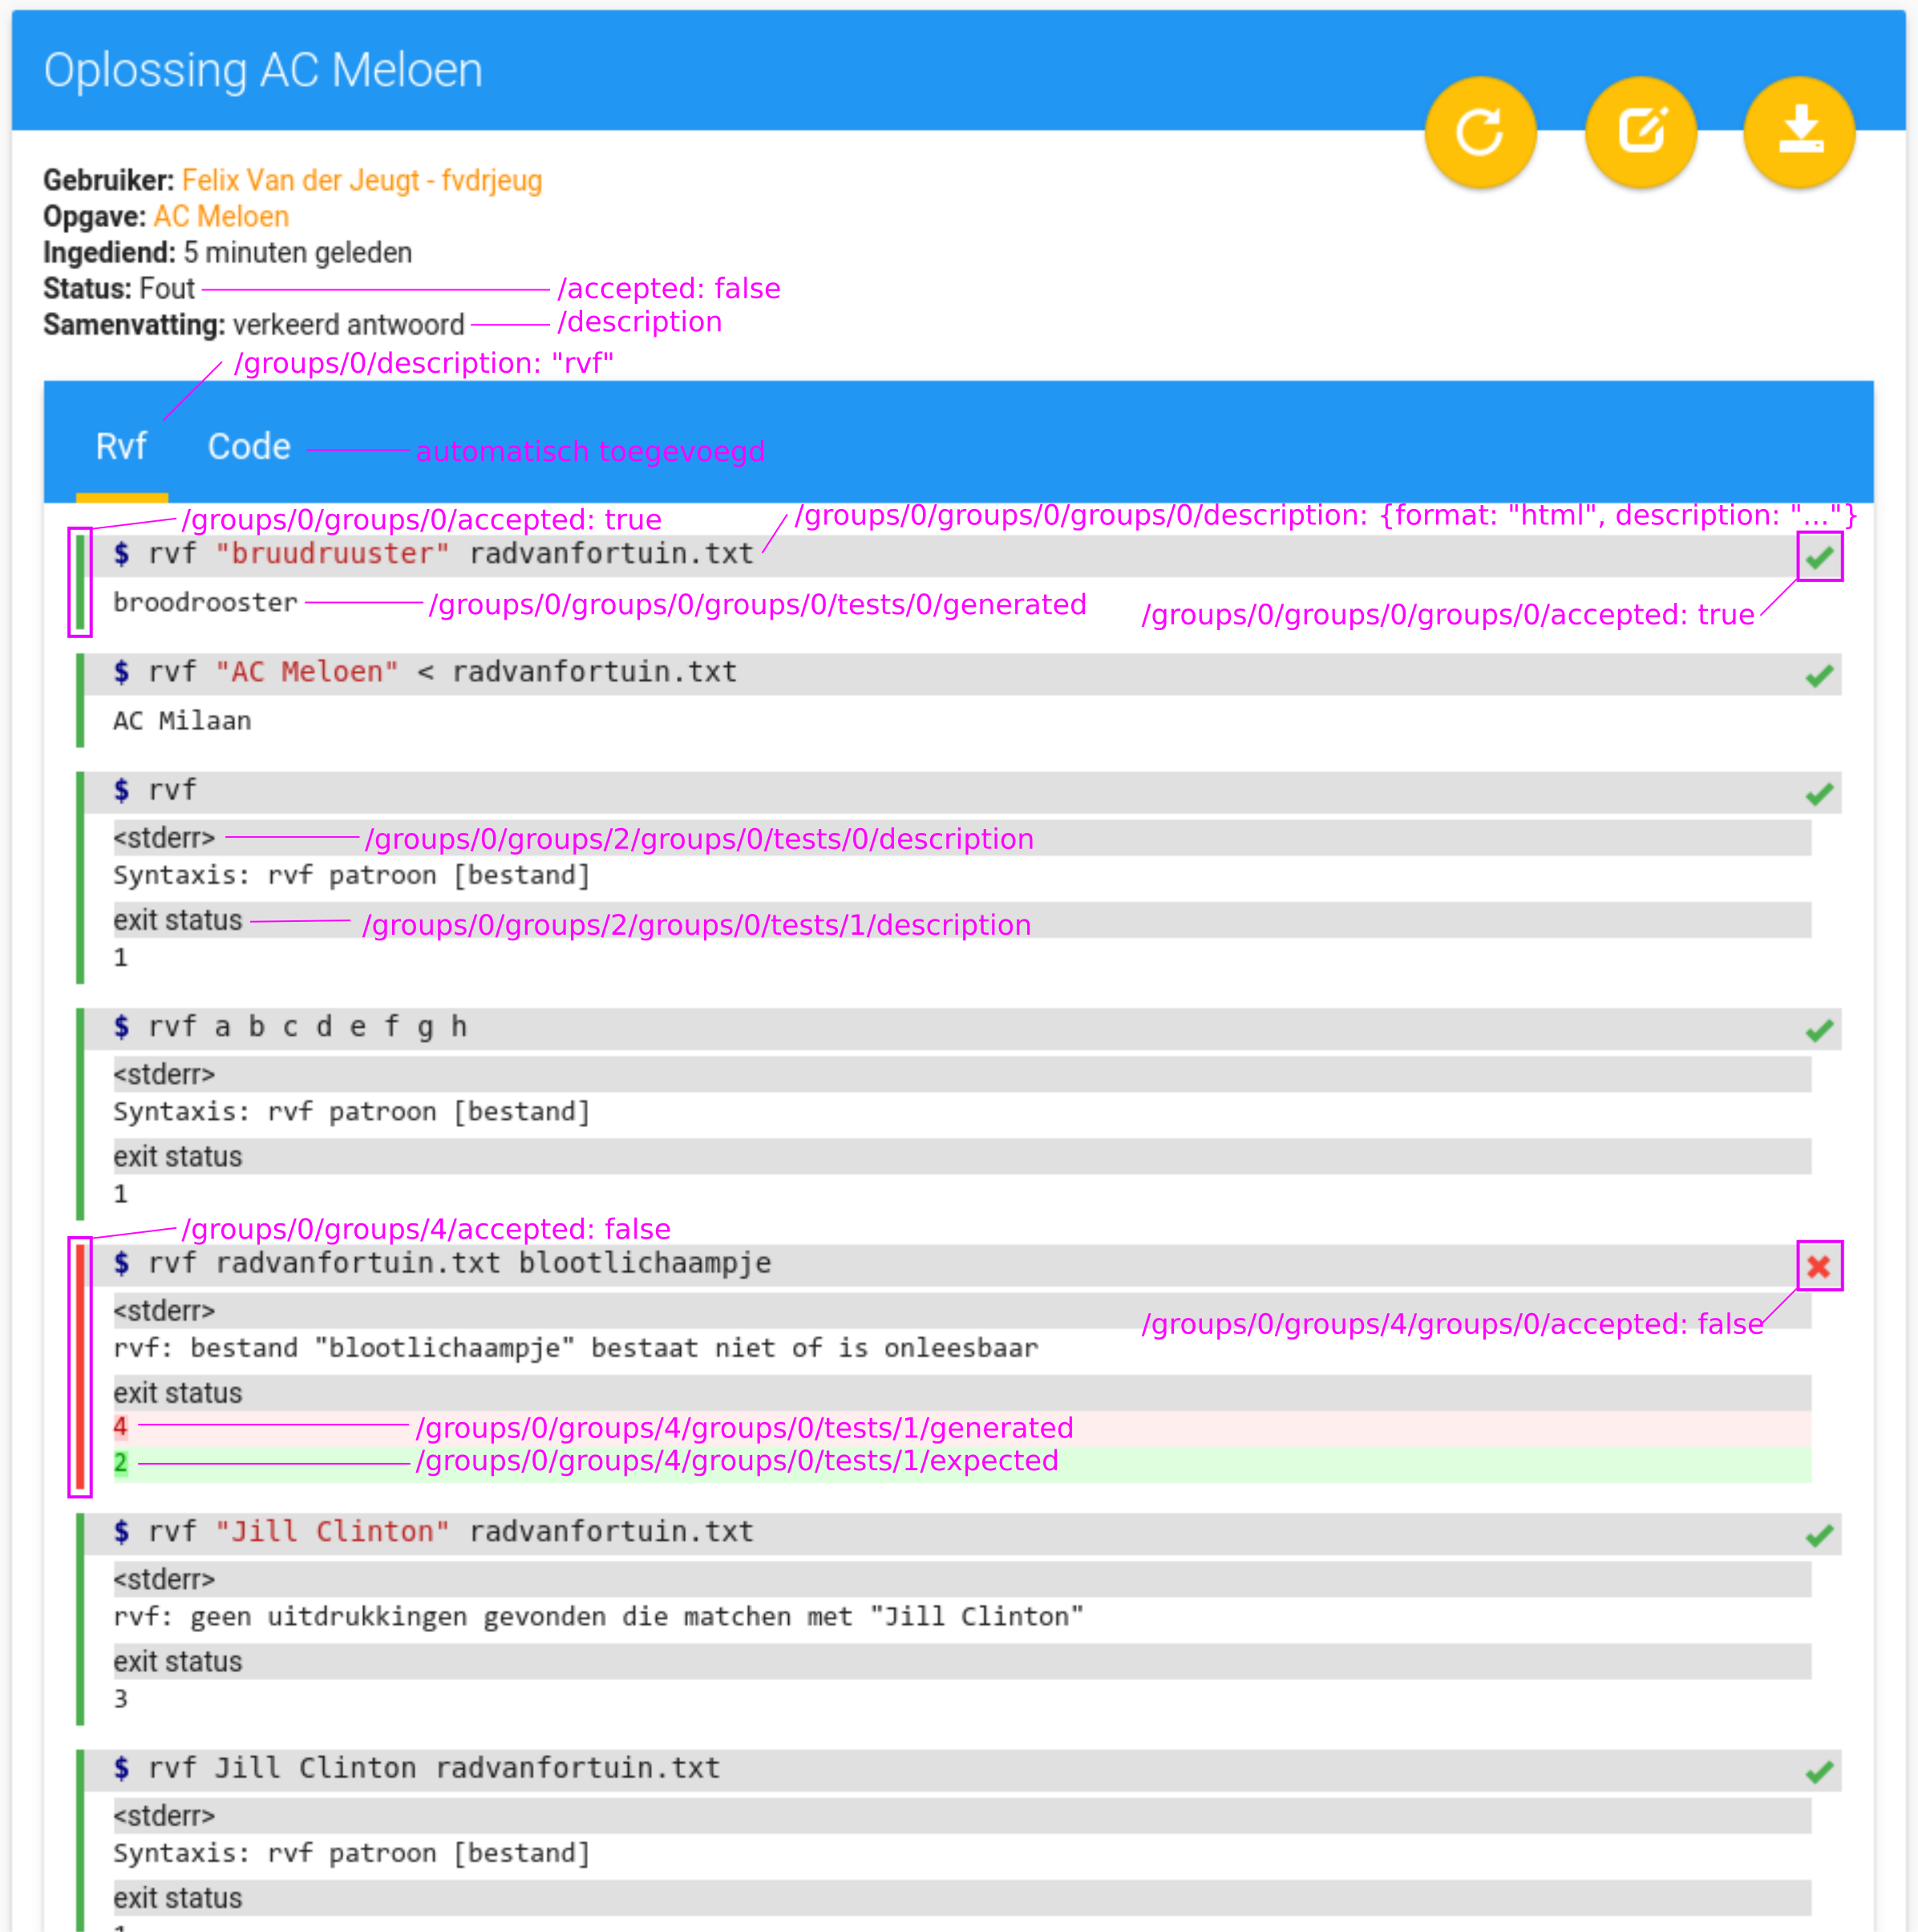 Oplossing AC Meloen
Gebruiker: Felix Van der Jeugt - fvdrjeug
Opgave: AC Meloen
Ingediend: 5 minuten geleden
Status: Fout /accepted: false
Samenvatting: verkeerd antwoord /description
/groups/0/description: "rvf"
Rvf Code automatisch toegevoegd
/groups/0/groups/0/accepted: true /groups/0/groups/0/groups/0/description: {format: "html", description: "..."}
$ rvf "bruudruuster" radvanfortuin.txt
broodrooster /groups/0/groups/0/groups/0/tests/0/generated /groups/0/groups/0/groups/0/accepted: true
$ rvf "AC Meloen" < radvanfortuin.txt
AC Milaan
$ rvf
<stderr> /groups/0/groups/2/groups/0/tests/0/description
Syntaxis: rvf patroon [bestand]
exit status /groups/0/groups/2/groups/0/tests/1/description
1
$ rvf a b c d e f g h
<stderr>
Syntaxis: rvf patroon [bestand]
exit status
1
/groups/0/groups/4/accepted: false
$ rvf radvanfortuin.txt blootlichaampje
<stderr> /groups/0/groups/4/groups/0/accepted: false
rvf: bestand "blootlichaampje" bestaat niet of is onleesbaar
exit status
4 /groups/0/groups/4/groups/0/tests/1/generated
2 /groups/0/groups/4/groups/0/tests/1/expected
$ rvf "Jill Clinton" radvanfortuin.txt
<stderr>
rvf: geen uitdrukkingen gevonden die matchen met "Jill Clinton"
exit status
3
$ rvf Jill Clinton radvanfortuin.txt
<stderr>
Syntaxis: rvf patroon [bestand]
exit status